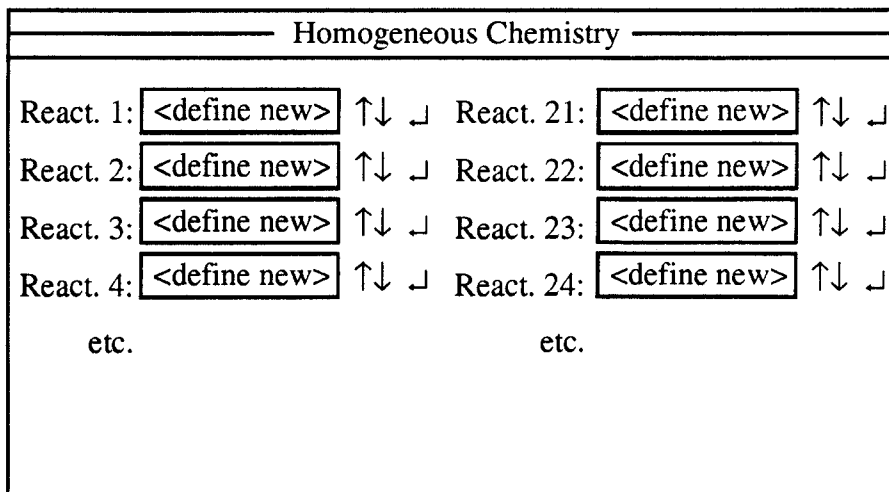 Homogeneous Chemistry
React. 1: <define new> ↑↓ ↵ React. 21: <define new> ↑↓ ↵
React. 2: <define new> ↑↓ ↵ React. 22: <define new> ↑↓ ↵
React. 3: <define new> ↑↓ ↵ React. 23: <define new> ↑↓ ↵
React. 4: <define new> ↑↓ ↵ React. 24: <define new> ↑↓ ↵
etc. etc.